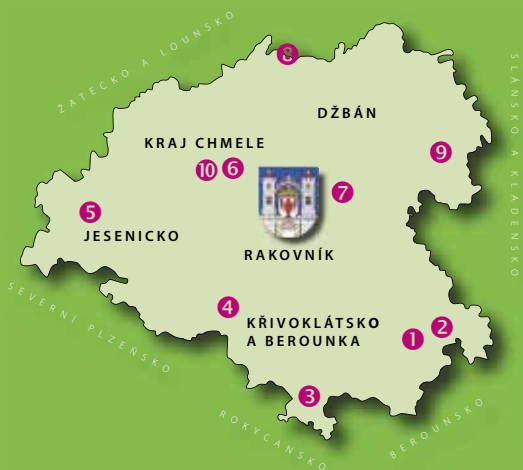 ŽATECKO A LOUNSKO
8
DŽBÁN
SLÁNSKO A KLADENSKO
KRAJ CHMELE
9
10 6
7
5
JESENICKO
RAKOVNÍK
SEVERNÍ PLZEŇSKO
4
KŘIVOKLÁTSKO
A BEROUNKA
1 2
3
ROKYCANSKO
BEROUNSKO